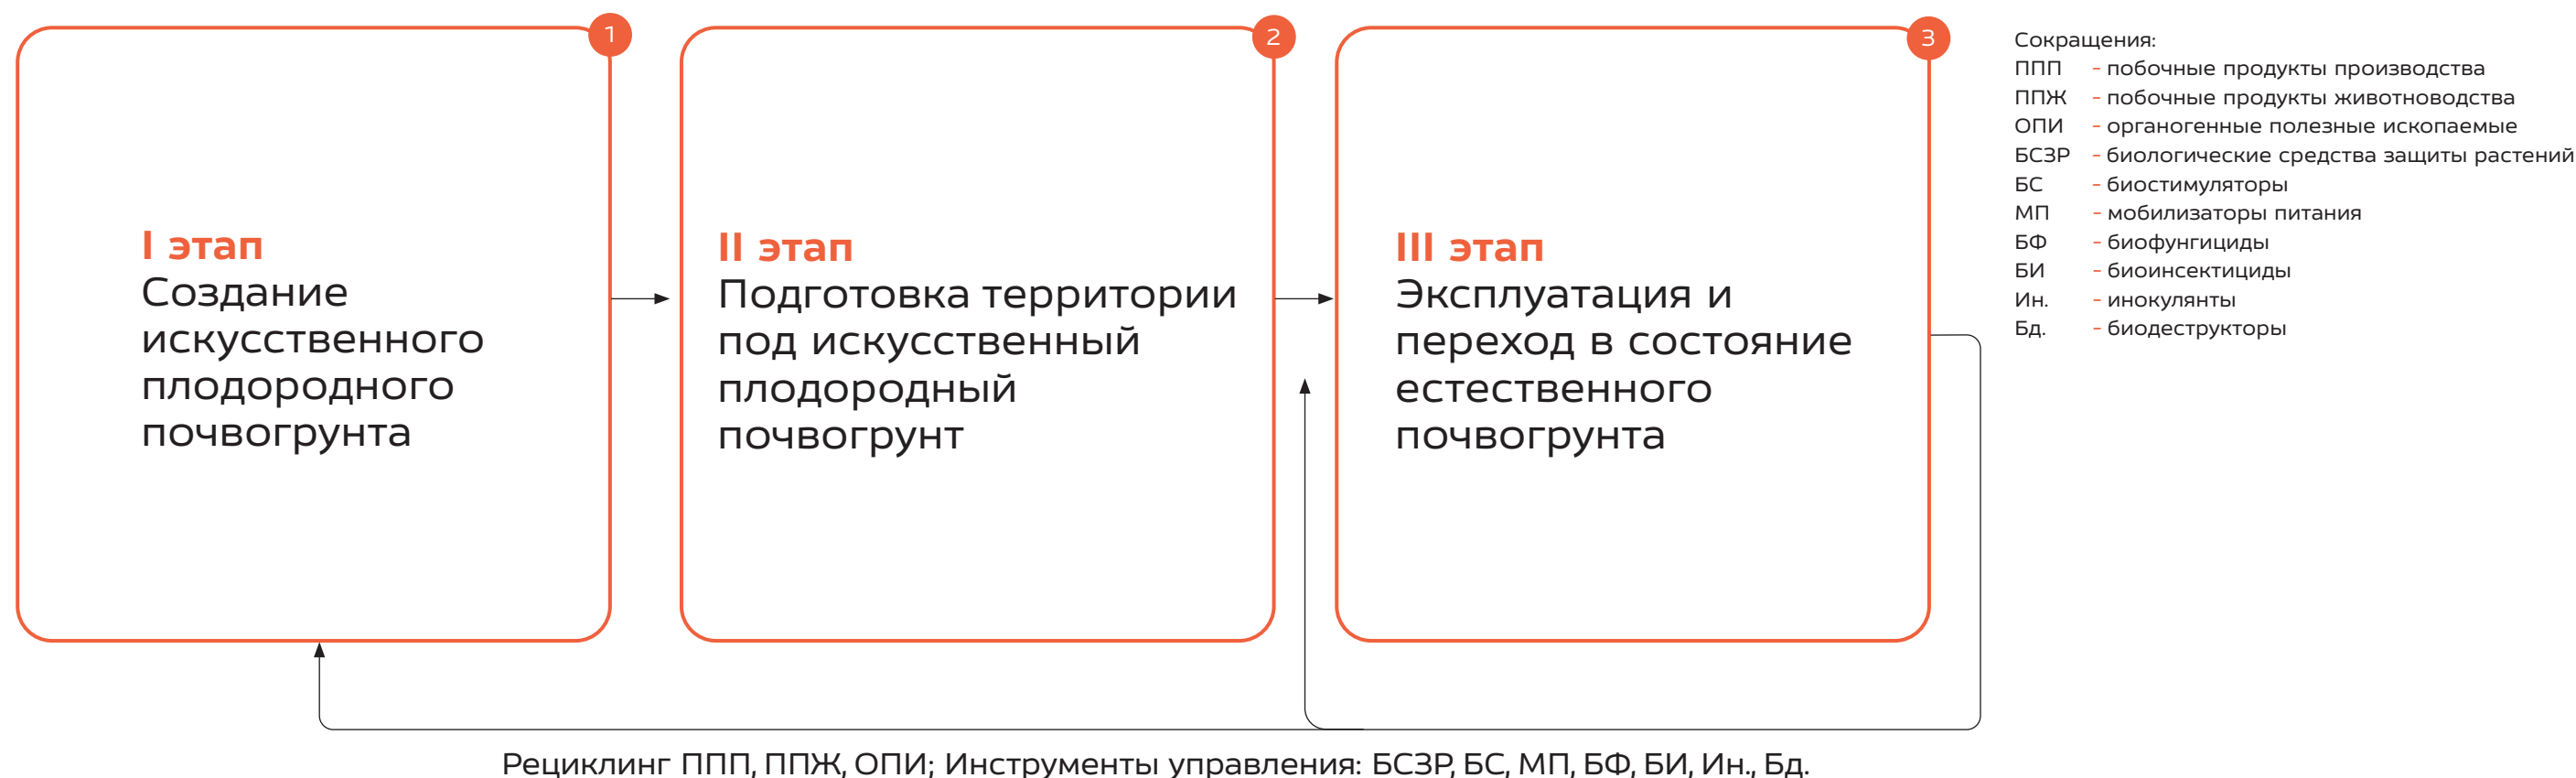 1
I этап
Создание
искусственного
плодородного
почвогрунта
2
II этап
Подготовка территории
под искусственный
плодородный
почвогрунт
3
III этап
Эксплуатация и
переход в состояние
естественного
почвогрунта
Сокращения:
ППП - побочные продукты производства
ППЖ - побочные продукты животноводства
ОПИ - органогенные полезные ископаемые
БСЗР - биологические средства защиты растений
БС - биостимуляторы
МП - мобилизаторы питания
БФ - биофунгициды
БИ - биоинсектициды
Ин. - инокулянты
Бд. - биодеструкторы
Рециклинг ППП, ППЖ, ОПИ; Инструменты управления: БСЗР, БС, МП, БФ, БИ, Ин., Бд.